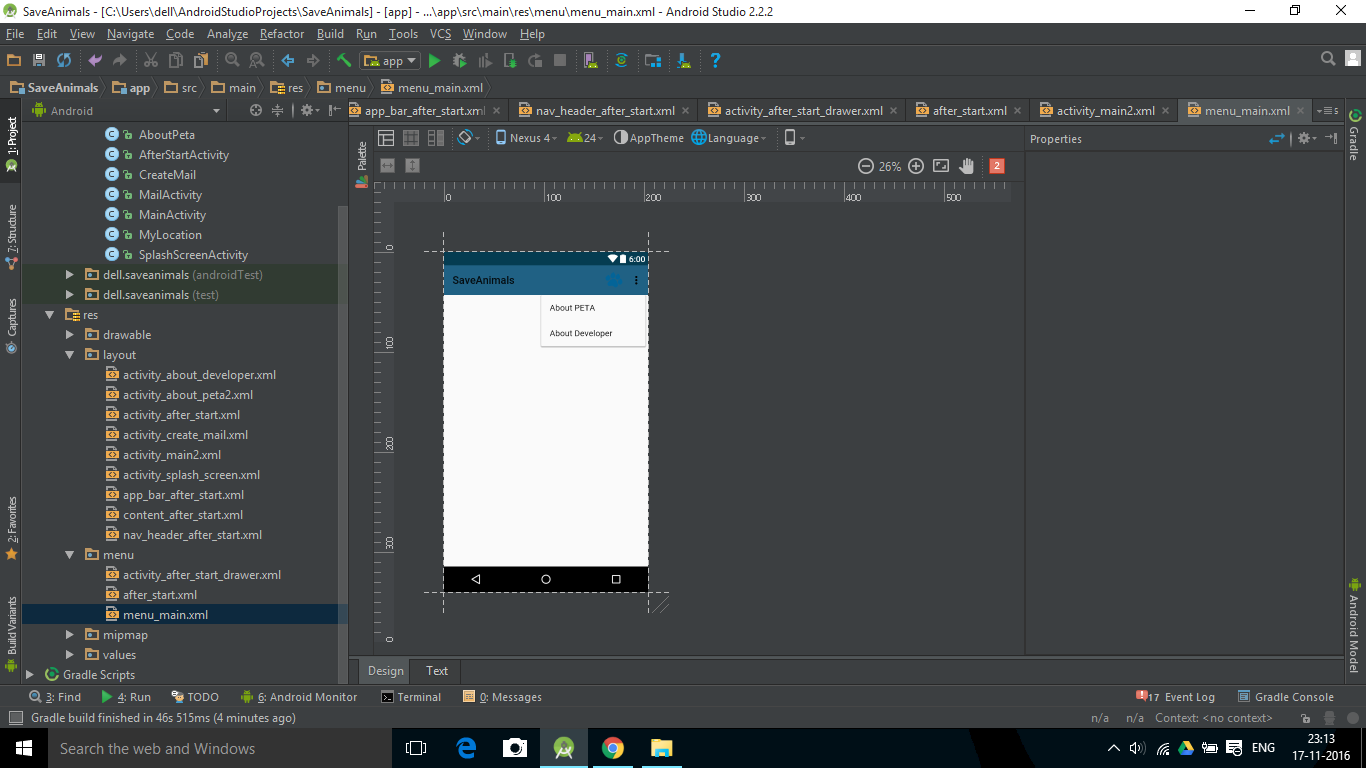 SaveAnimals - [C:\Users\dell\AndroidStudioProjects\SaveAnimals] - [app] - ...\app\src\main\res\menu\menu_main.xml - Android Studio 2.2.2
File Edit View Navigate Code Analyze Refactor Build Run Tools VCS Window Help
app
SaveAnimals app src main res menu menu_main.xml
Android
app_bar_after_start.xml nav_header_after_start.xml activity_after_start_drawer.xml after_start.xml activity_main2.xml menu_main.xml 5
1: Project
7: Structure
Captures
2: Favorites
Build Variants
AboutPeta
AfterStartActivity
CreateMail
MailActivity
MainActivity
MyLocation
SplashScreenActivity
dell.saveanimals (androidTest)
dell.saveanimals (test)
res
drawable
layout
activity_about_developer.xml
activity_about_peta2.xml
activity_after_start.xml
activity_create_mail.xml
activity_main2.xml
activity_splash_screen.xml
app_bar_after_start.xml
content_after_start.xml
nav_header_after_start.xml
menu
activity_after_start_drawer.xml
after_start.xml
menu_main.xml
mipmap
values
Gradle Scripts
Palette
Nexus 4 24 AppTheme Language
26% 2
0 100 200 300 400 500
0
100
200
300
0
6:00
SaveAnimals
About PETA
About Developer
Properties
Gradle
Android Model
Design Text
3: Find 4: Run TODO 6: Android Monitor Terminal 0: Messages 17 Event Log Gradle Console
Gradle build finished in 46s 515ms (4 minutes ago) n/a n/a Context: <no context>
Search the web and Windows
ENG
23:13
17-11-2016